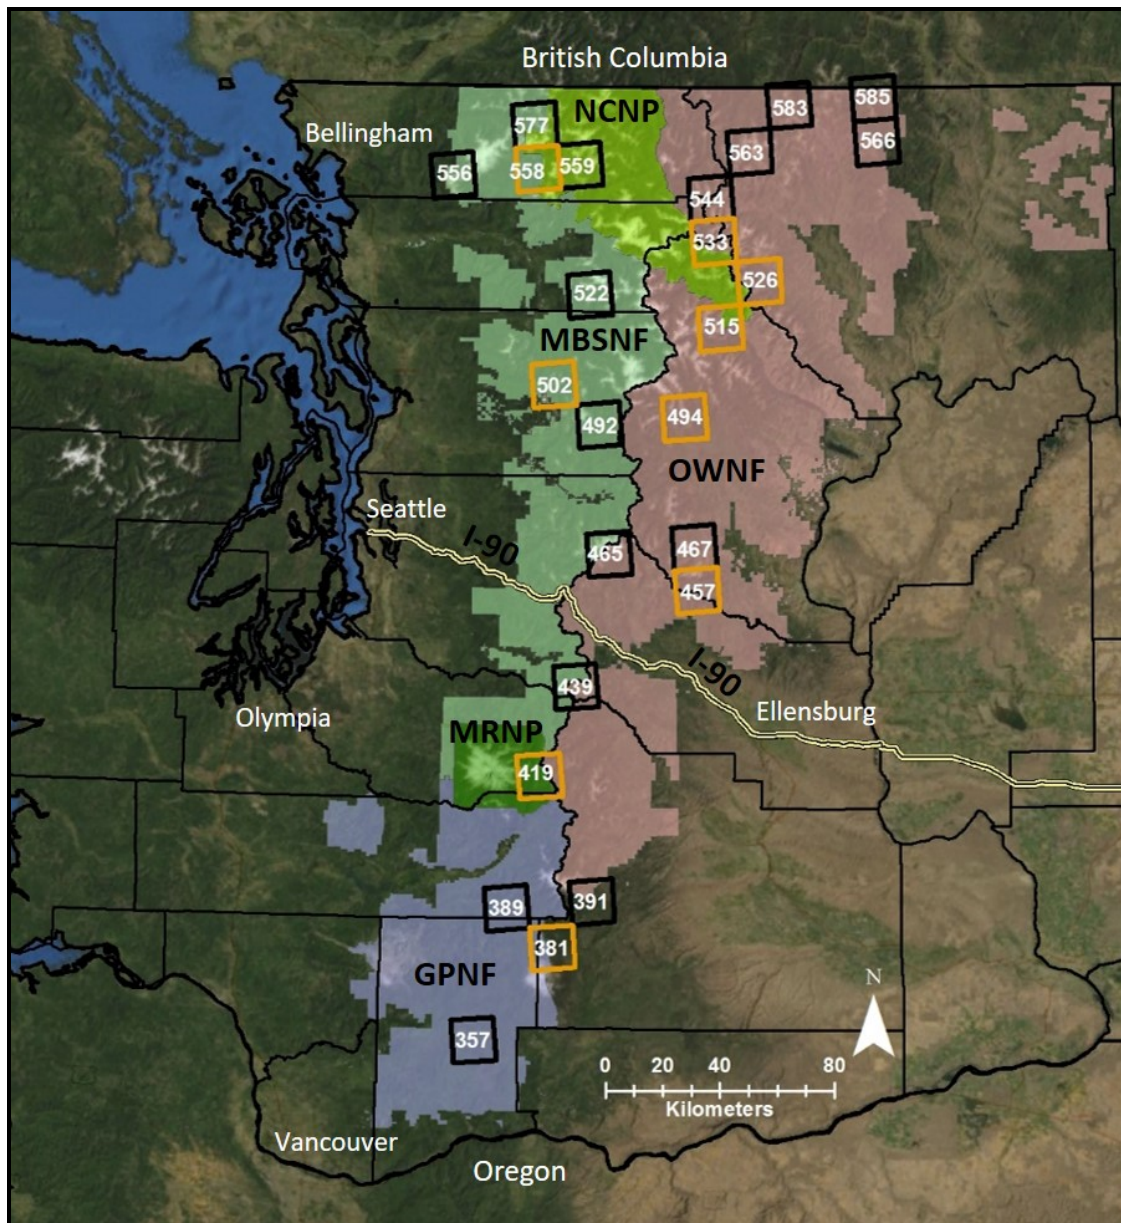 British Columbia
NCNP
583
585
577
Bellingham
566
563
559
558
556
544
533
526
522
515
MBSNF
502
494
492
OWNF
Seattle
I-90
465
467
457
I-90
439
Ellensburg
Olympia
MRNP
419
391
389
381
GPNF
N
357
0 20 40 80
Kilometers
Vancouver
Oregon